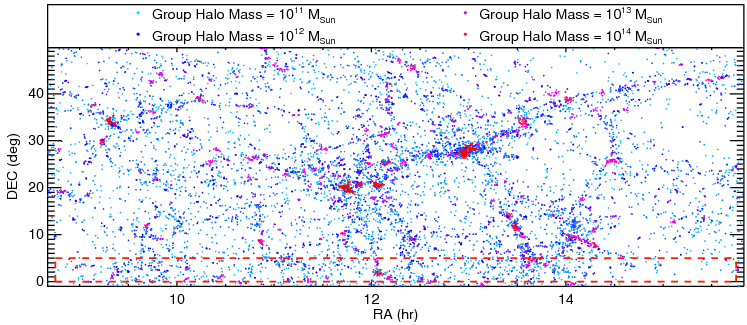 Group Halo Mass = 10¹¹ M_Sun Group Halo Mass = 10¹³ M_Sun
Group Halo Mass = 10¹² M_Sun Group Halo Mass = 10¹⁴ M_Sun
40
30
20
10
0
DEC (deg)
10 12 14
RA (hr)